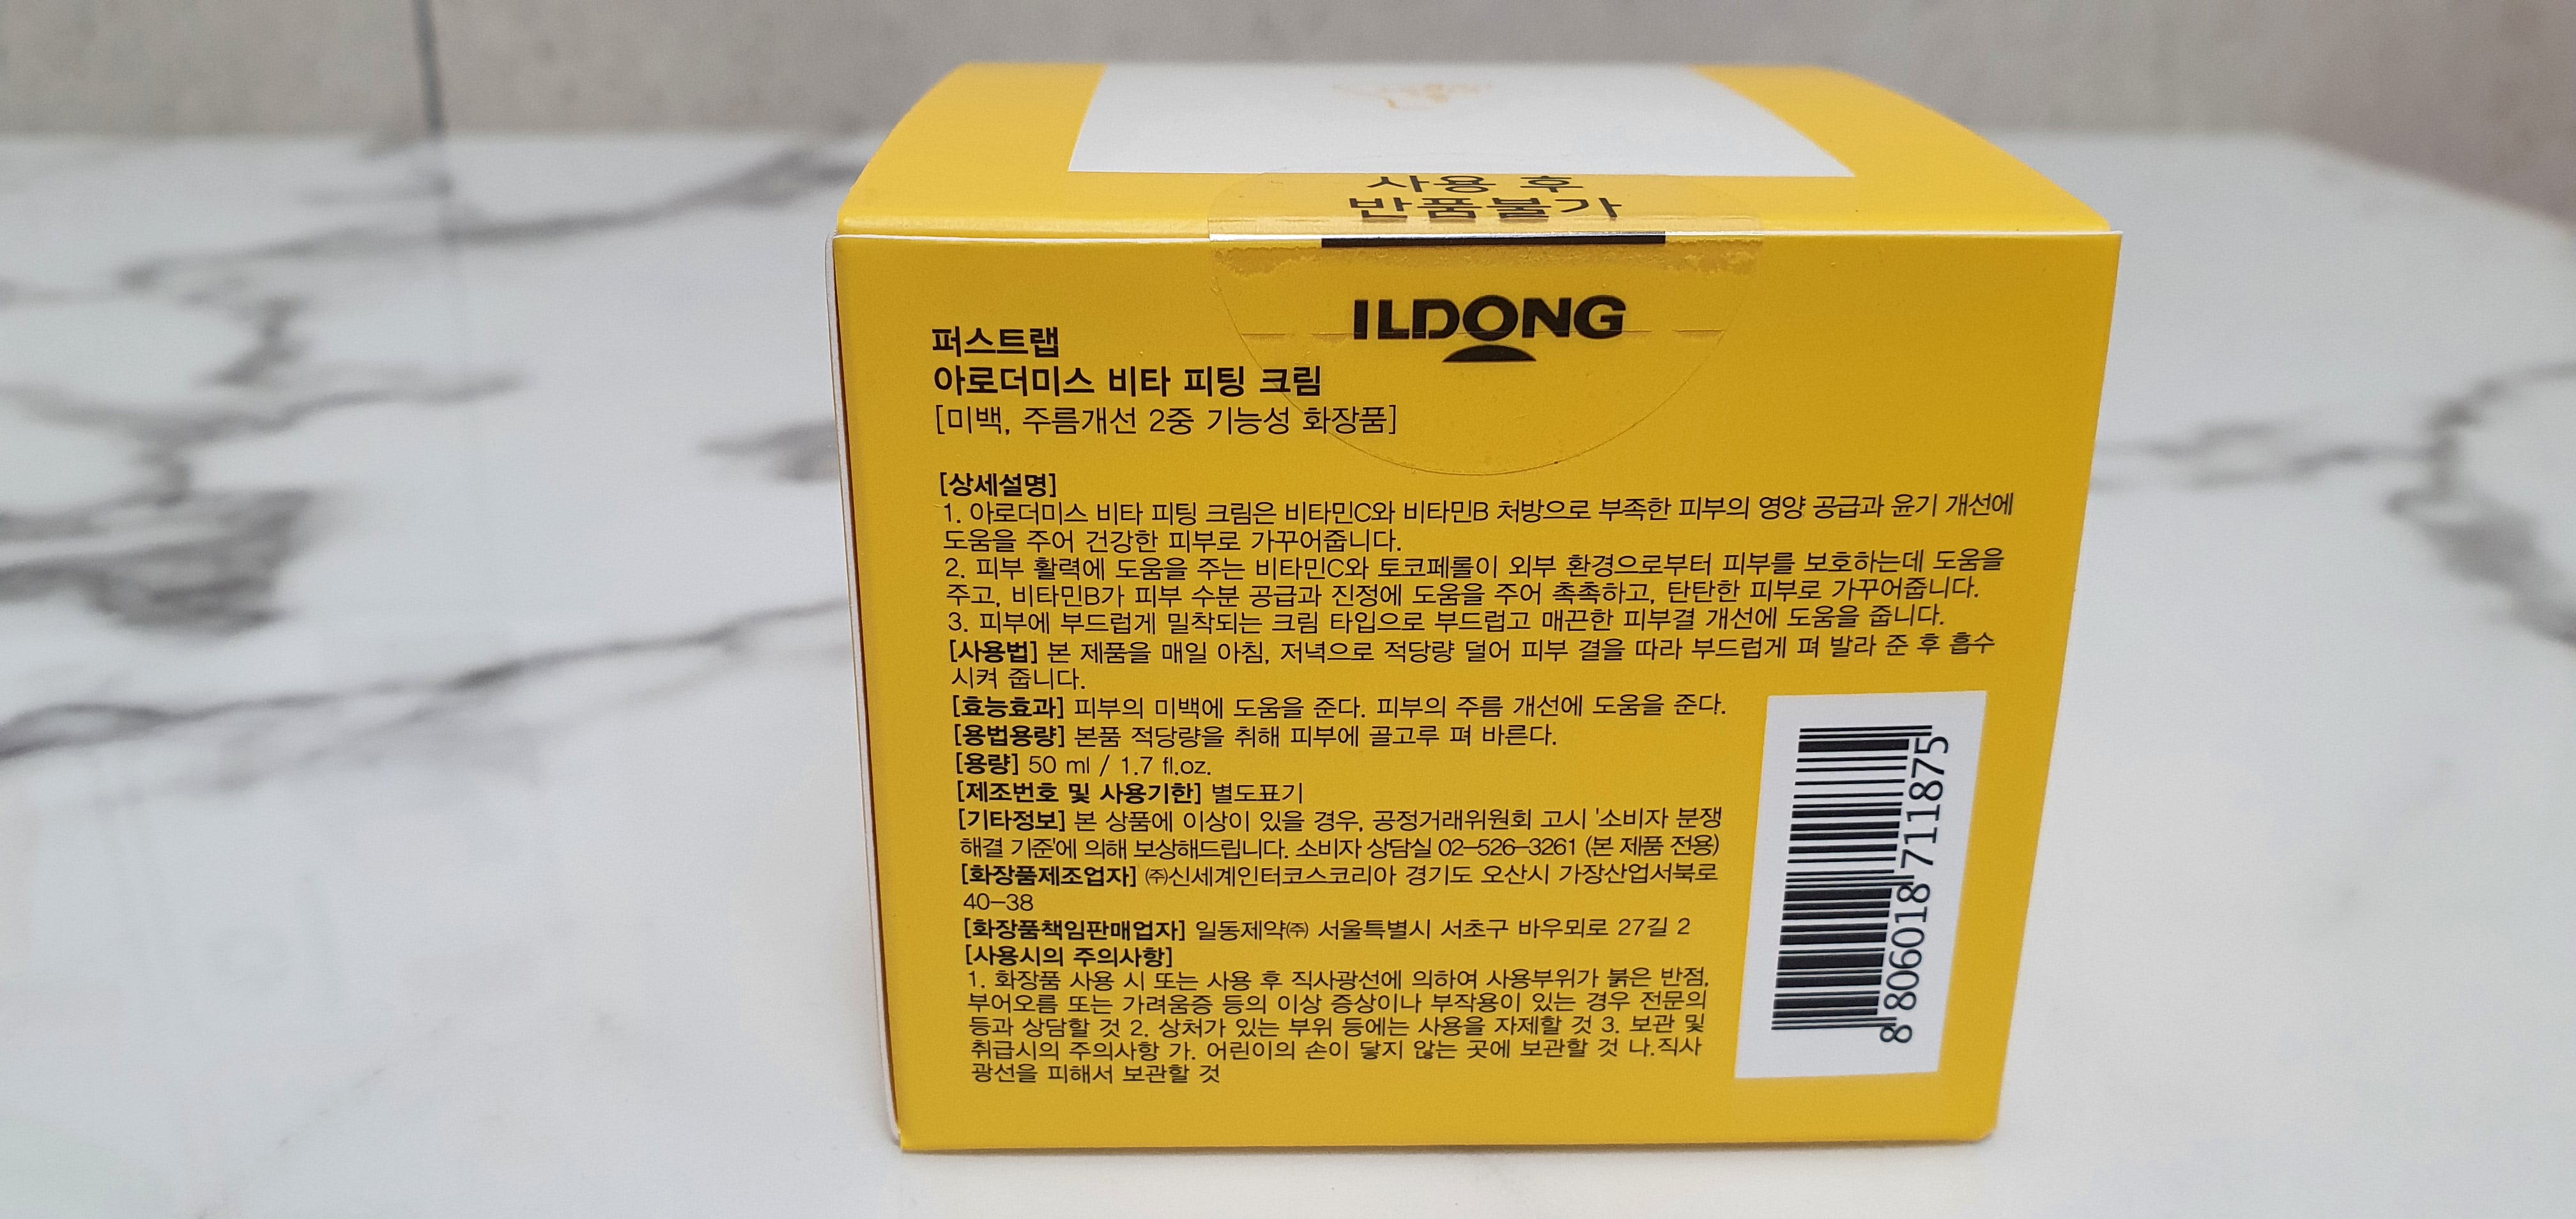 사용 후
반품불가
ILDONG
퍼스트랩
아로더미스 비타 피팅 크림
[미백, 주름개선 2중 기능성 화장품]
[상세설명]
1. 아로더미스 비타 피팅 크림은 비타민C와 비타민B 처방으로 부족한 피부의 영양 공급과 윤기 개선에
도움을 주어 건강한 피부로 가꾸어줍니다.
2. 피부 활력에 도움을 주는 비타민C와 토코페롤이 외부 환경으로부터 피부를 보호하는데 도움을
주고, 비타민B가 피부 수분 공급과 진정에 도움을 주어 촉촉하고, 탄탄한 피부로 가꾸어줍니다.
3. 피부에 부드럽게 밀착되는 크림 타입으로 부드럽고 매끈한 피부결 개선에 도움을 줍니다.
[사용법] 본 제품을 매일 아침, 저녁으로 적당량 덜어 피부 결을 따라 부드럽게 펴 발라 준 후 흡수
시켜 줍니다.
[효능효과] 피부의 미백에 도움을 준다. 피부의 주름 개선에 도움을 준다.
[용법용량] 본품 적당량을 취해 피부에 골고루 펴 바른다.
[용량] 50 ml / 1.7 fl.oz.
[제조번호 및 사용기한] 별도표기
[기타정보] 본 상품에 이상이 있을 경우, 공정거래위원회 고시 '소비자 분쟁
해결 기준'에 의해 보상해드립니다. 소비자 상담실 02-526-3261 (본 제품 전용)
[화장품제조업자] ㈜신세계인터코스코리아 경기도 오산시 가장산업서북로
40-38
[화장품책임판매업자] 일동제약㈜ 서울특별시 서초구 바우뫼로 27길 2
[사용시의 주의사항]
1. 화장품 사용 시 또는 사용 후 직사광선에 의하여 사용부위가 붉은 반점,
부어오름 또는 가려움증 등의 이상 증상이나 부작용이 있는 경우 전문의
등과 상담할 것 2. 상처가 있는 부위 등에는 사용을 자제할 것 3. 보관 및
취급시의 주의사항 가. 어린이의 손이 닿지 않는 곳에 보관할 것 나.직사
광선을 피해서 보관할 것
8 806018 711875